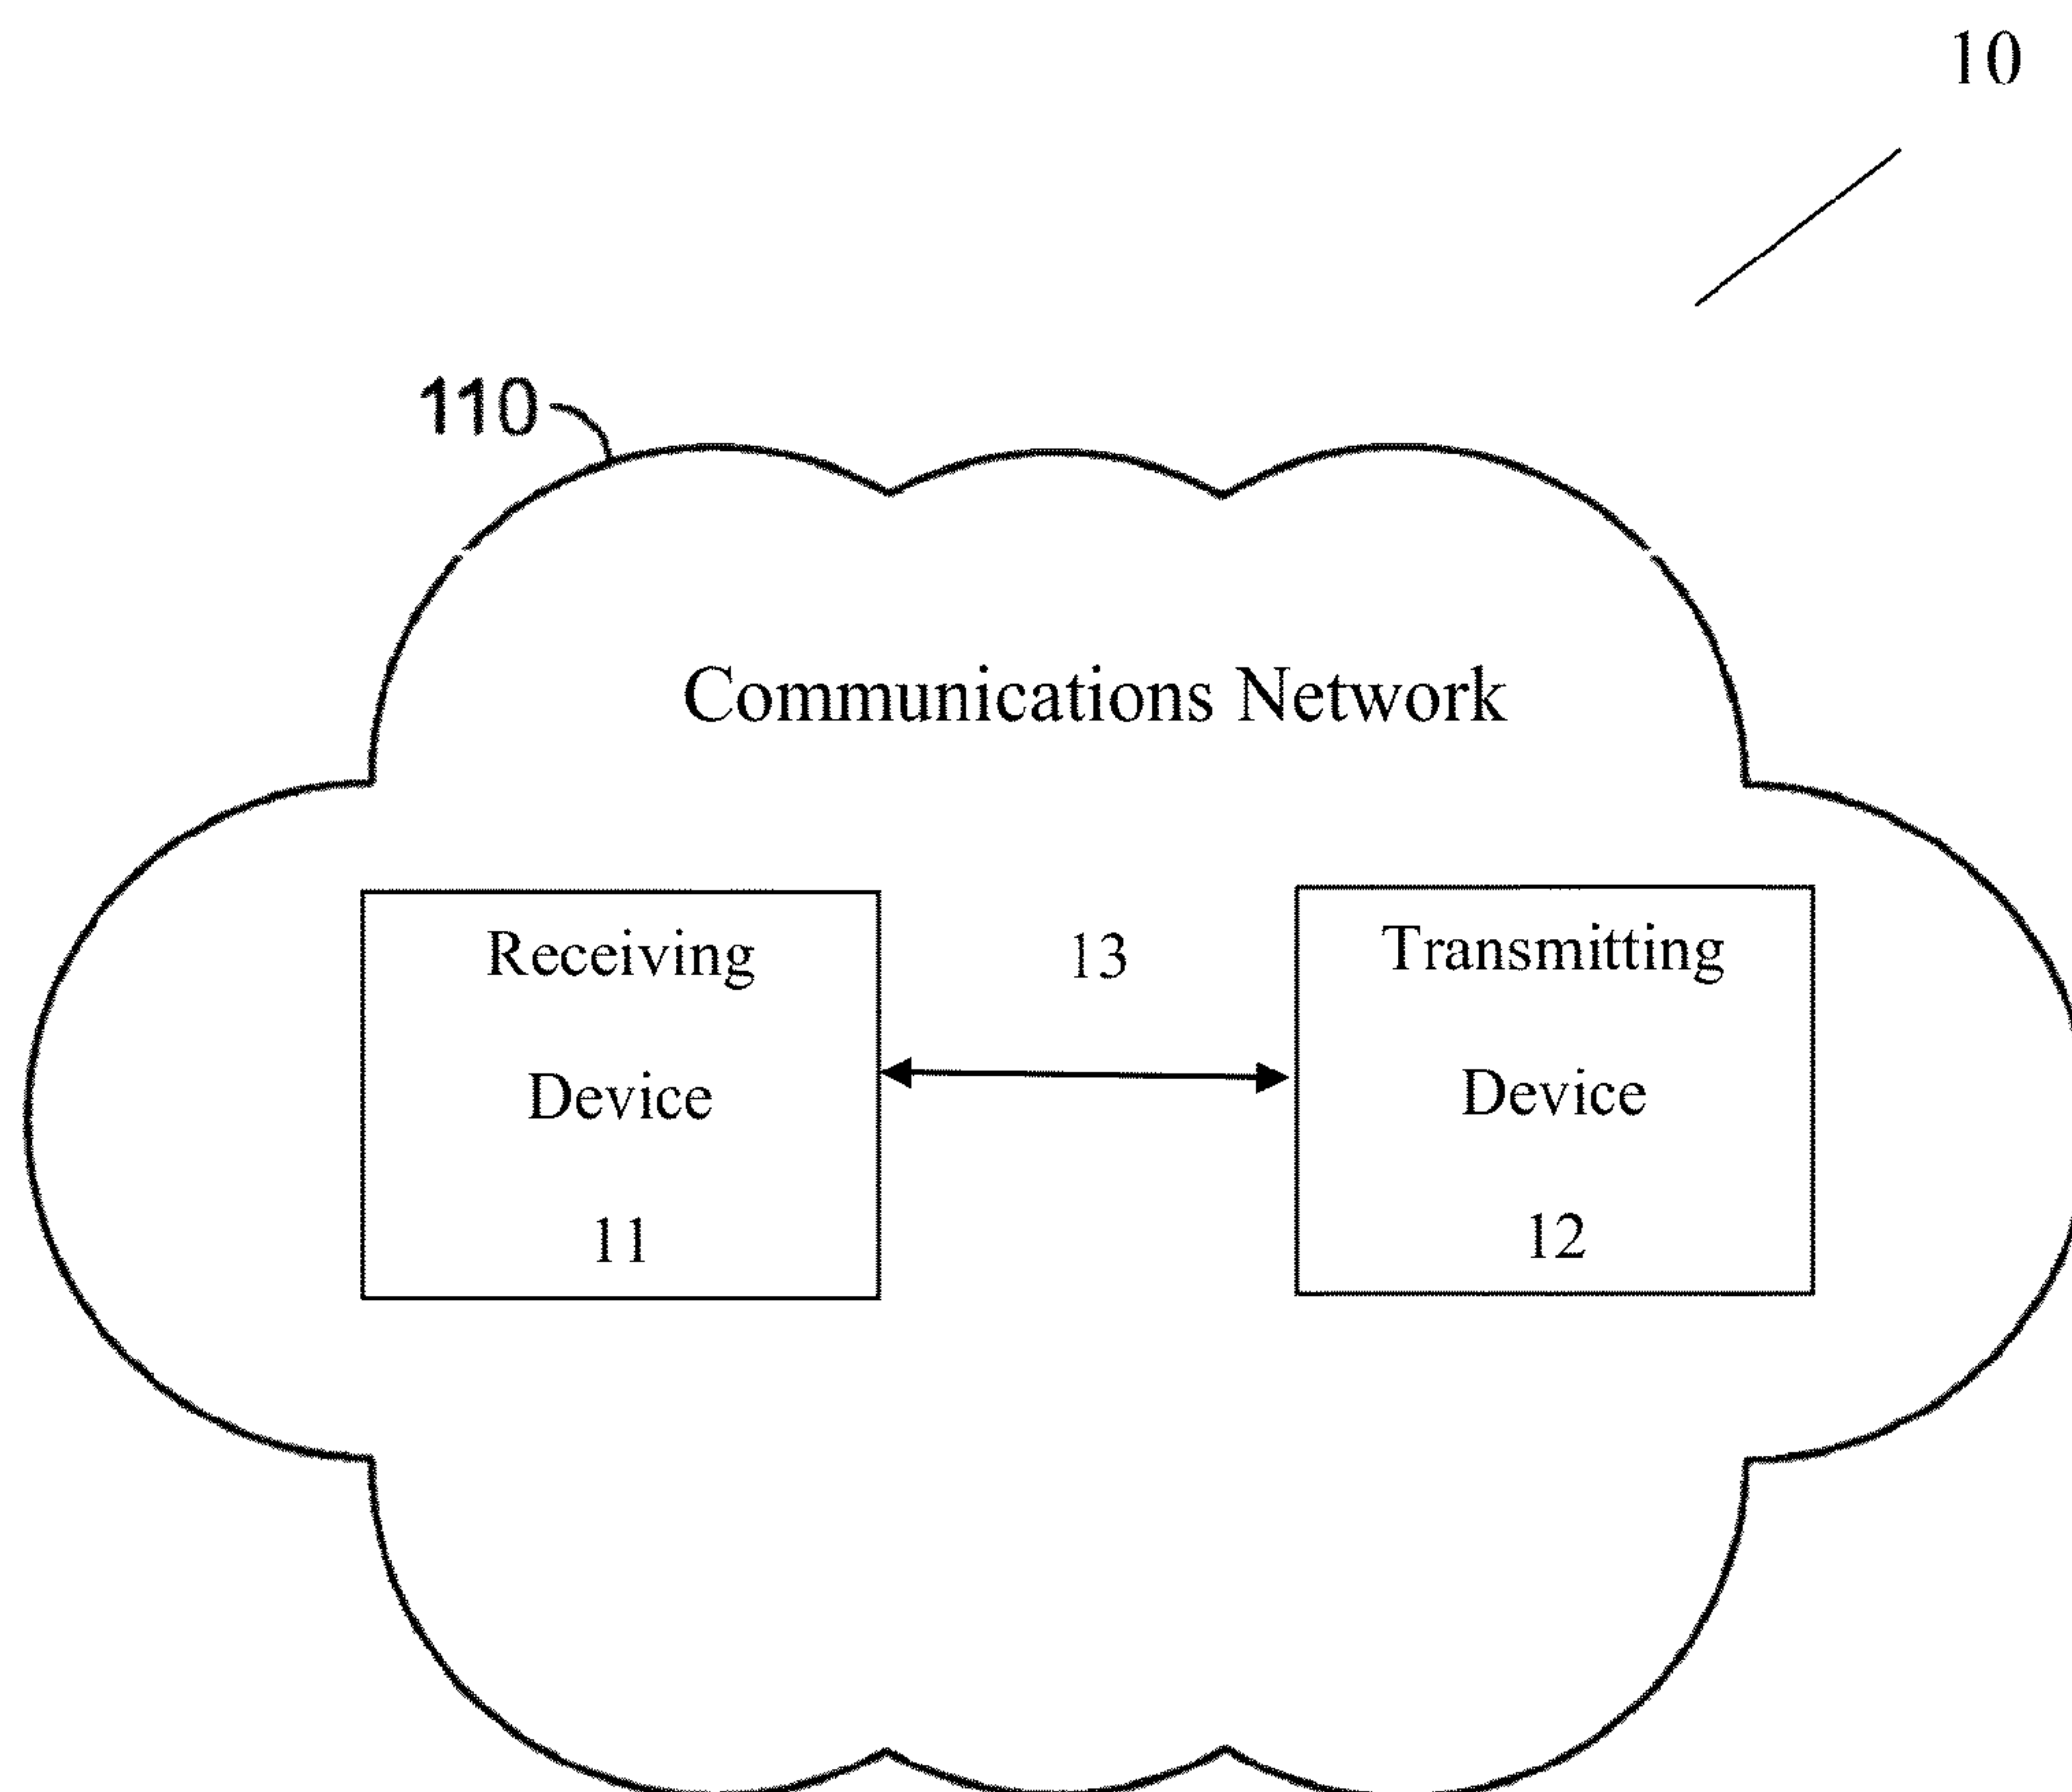 10
110
Communications Network
Receiving
Device
11
13
Transmitting
Device
12